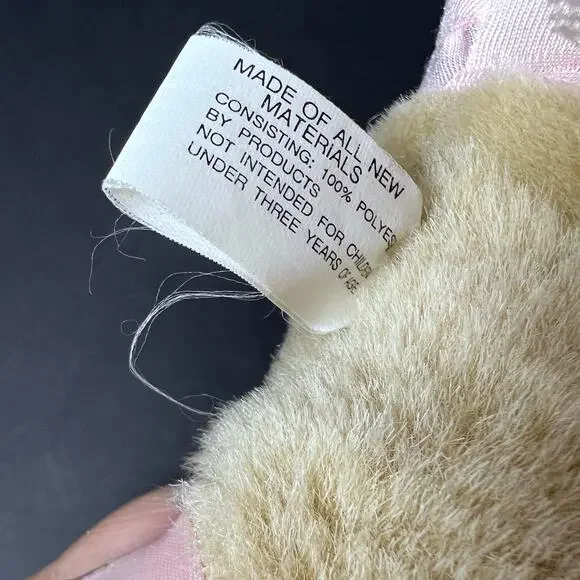 MADE OF ALL NEW
MATERIALS
CONSISTING: 100% POLYES
BY PRODUCTS
NOT INTENDED FOR CHILD
UNDER THREE YEARS OF AGE